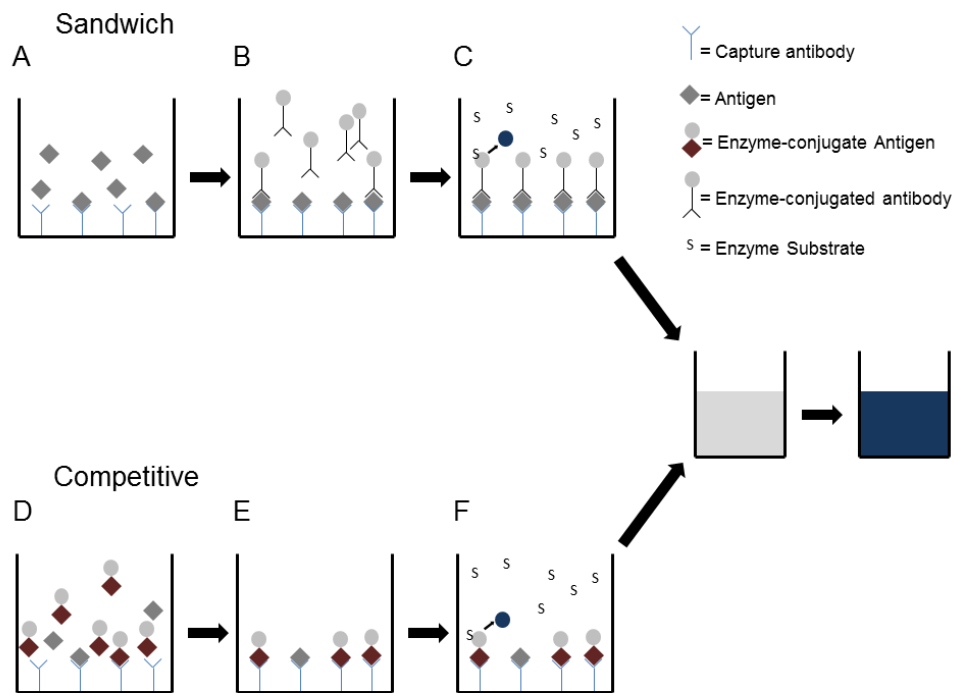 Sandwich
A
B
C
= Capture antibody
= Antigen
= Enzyme-conjugate Antigen
= Enzyme-conjugated antibody
S = Enzyme Substrate
S
S
S
S
S
S
S
Competitive
D
E
F
S
S
S
S
S
S